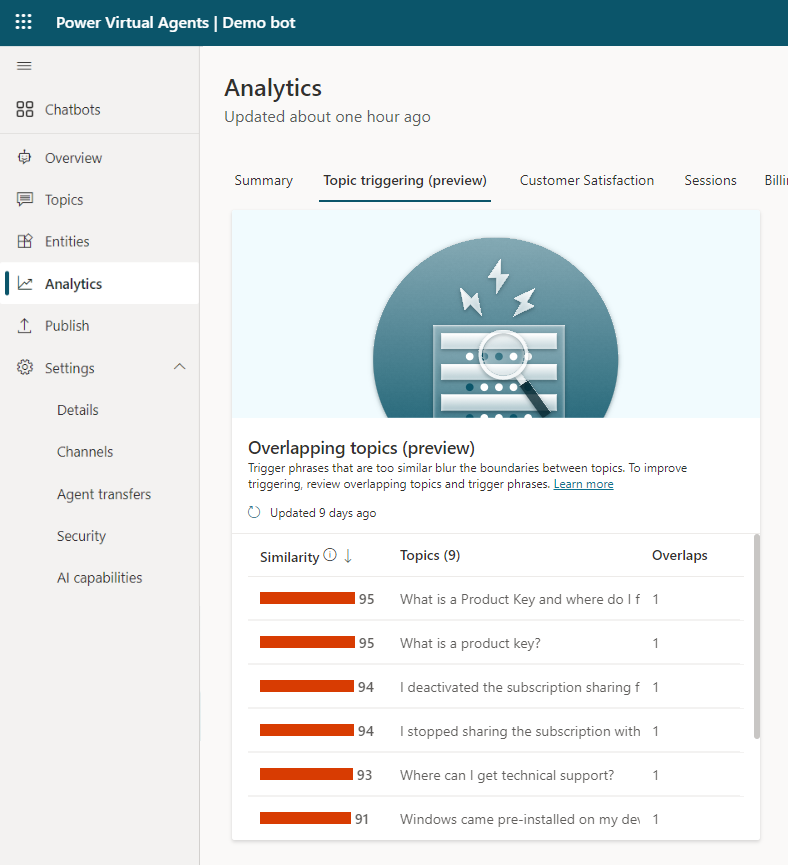 Power Virtual Agents | Demo bot
Chatbots
Overview
Topics
Entities
Analytics
Publish
Settings
Details
Channels
Agent transfers
Security
AI capabilities
Analytics
Updated about one hour ago
Summary Topic triggering (preview) Customer Satisfaction Sessions Billi
Overlapping topics (preview)
Trigger phrases that are too similar blur the boundaries between topics. To improve
triggering, review overlapping topics and trigger phrases. Learn more
Updated 9 days ago
Similarity Topics (9) Overlaps
95 What is a Product Key and where do I f 1
95 What is a product key? 1
94 I deactivated the subscription sharing f 1
94 I stopped sharing the subscription with 1
93 Where can I get technical support? 1
91 Windows came pre-installed on my dev 1